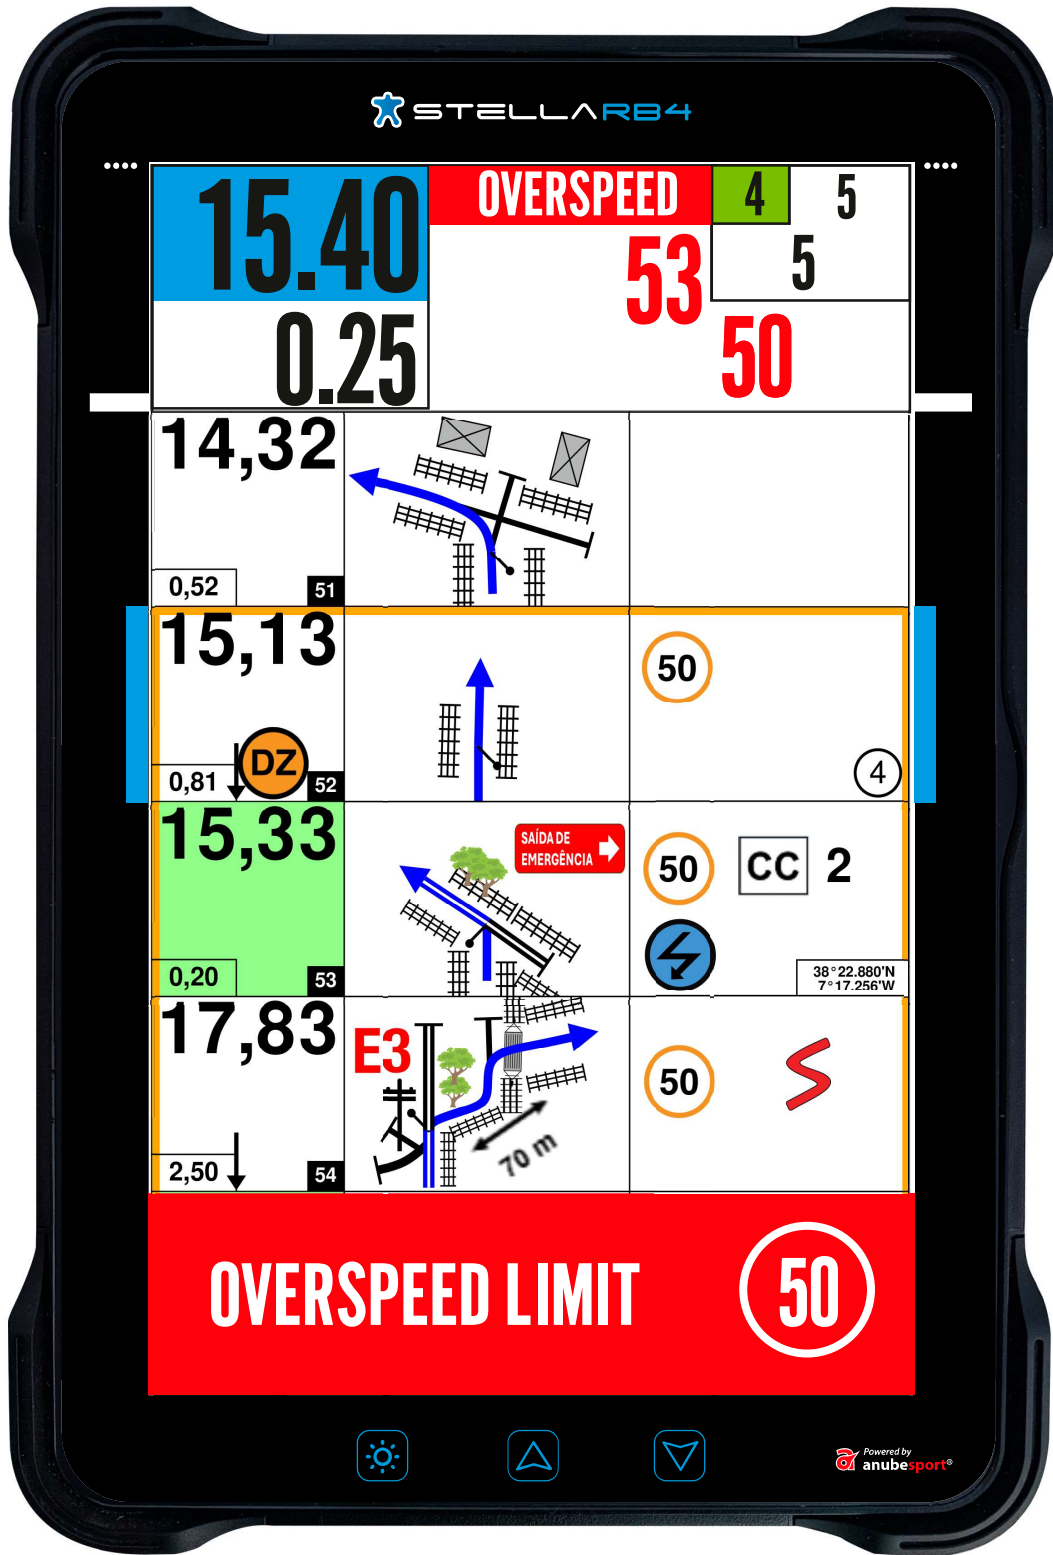 STELLARB4
15.40
OVERSPEED
4
5
53
5
0.25
50
14,32
0,52
51
15,13
50
DZ
0,81
52
4
15,33
SAÍDA DE
EMERGÊNCIA
50
CC 2
0,20
53
38°22.880'N
7°17.256'W
17,83
E3
50
70 m
2,50
54
OVERSPEED LIMIT
50
Powered by
anubesport®